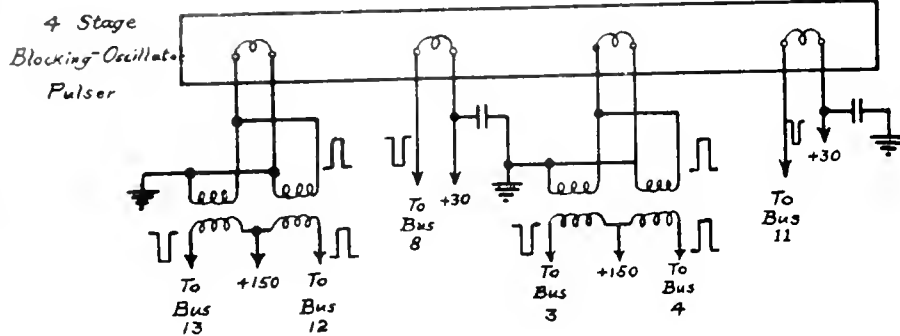 4 Stage
Blocking-Oscillator
Pulser
To
Bus
8
+30
+30
To
Bus
11
To
Bus
13
+150
To
Bus
12
To
Bus
3
+150
To
Bus
4